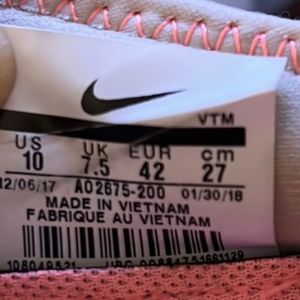 VTM
US UK EUR cm
10 7.5 42 27
12/06/17 AO2675-200 01/30/18
MADE IN VIETNAM
FABRIQUE AU VIETNAM